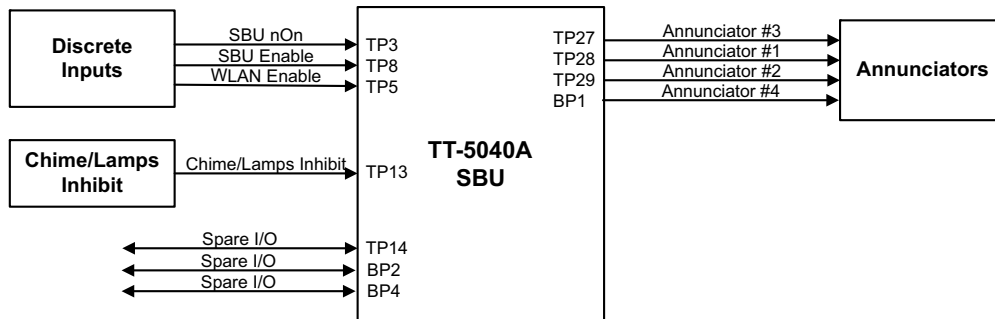 Discrete
Inputs
SBU nOn
SBU Enable
WLAN Enable
TP3
TP8
TP5
Chime/Lamps
Inhibit
Chime/Lamps Inhibit
TP13
Spare I/O
Spare I/O
Spare I/O
TP14
BP2
BP4
TT-5040A
SBU
TP27
TP28
TP29
BP1
Annunciator #3
Annunciator #1
Annunciator #2
Annunciator #4
Annunciators